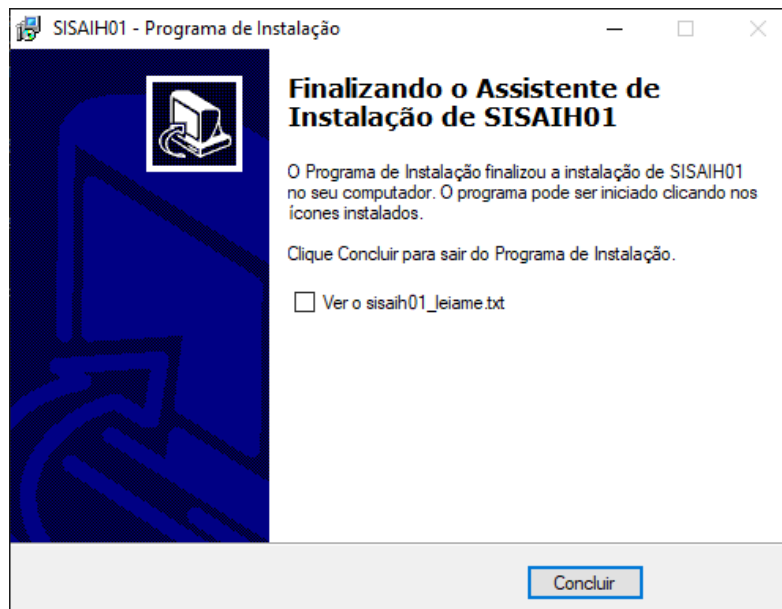 SISAIH01 - Programa de Instalação
Finalizando o Assistente de
Instalação de SISAIH01
O Programa de Instalação finalizou a instalação de SISAIH01
no seu computador. O programa pode ser iniciado clicando nos
ícones instalados.
Clique Concluir para sair do Programa de Instalação.
Ver o sisaih01_leiame.txt
Concluir